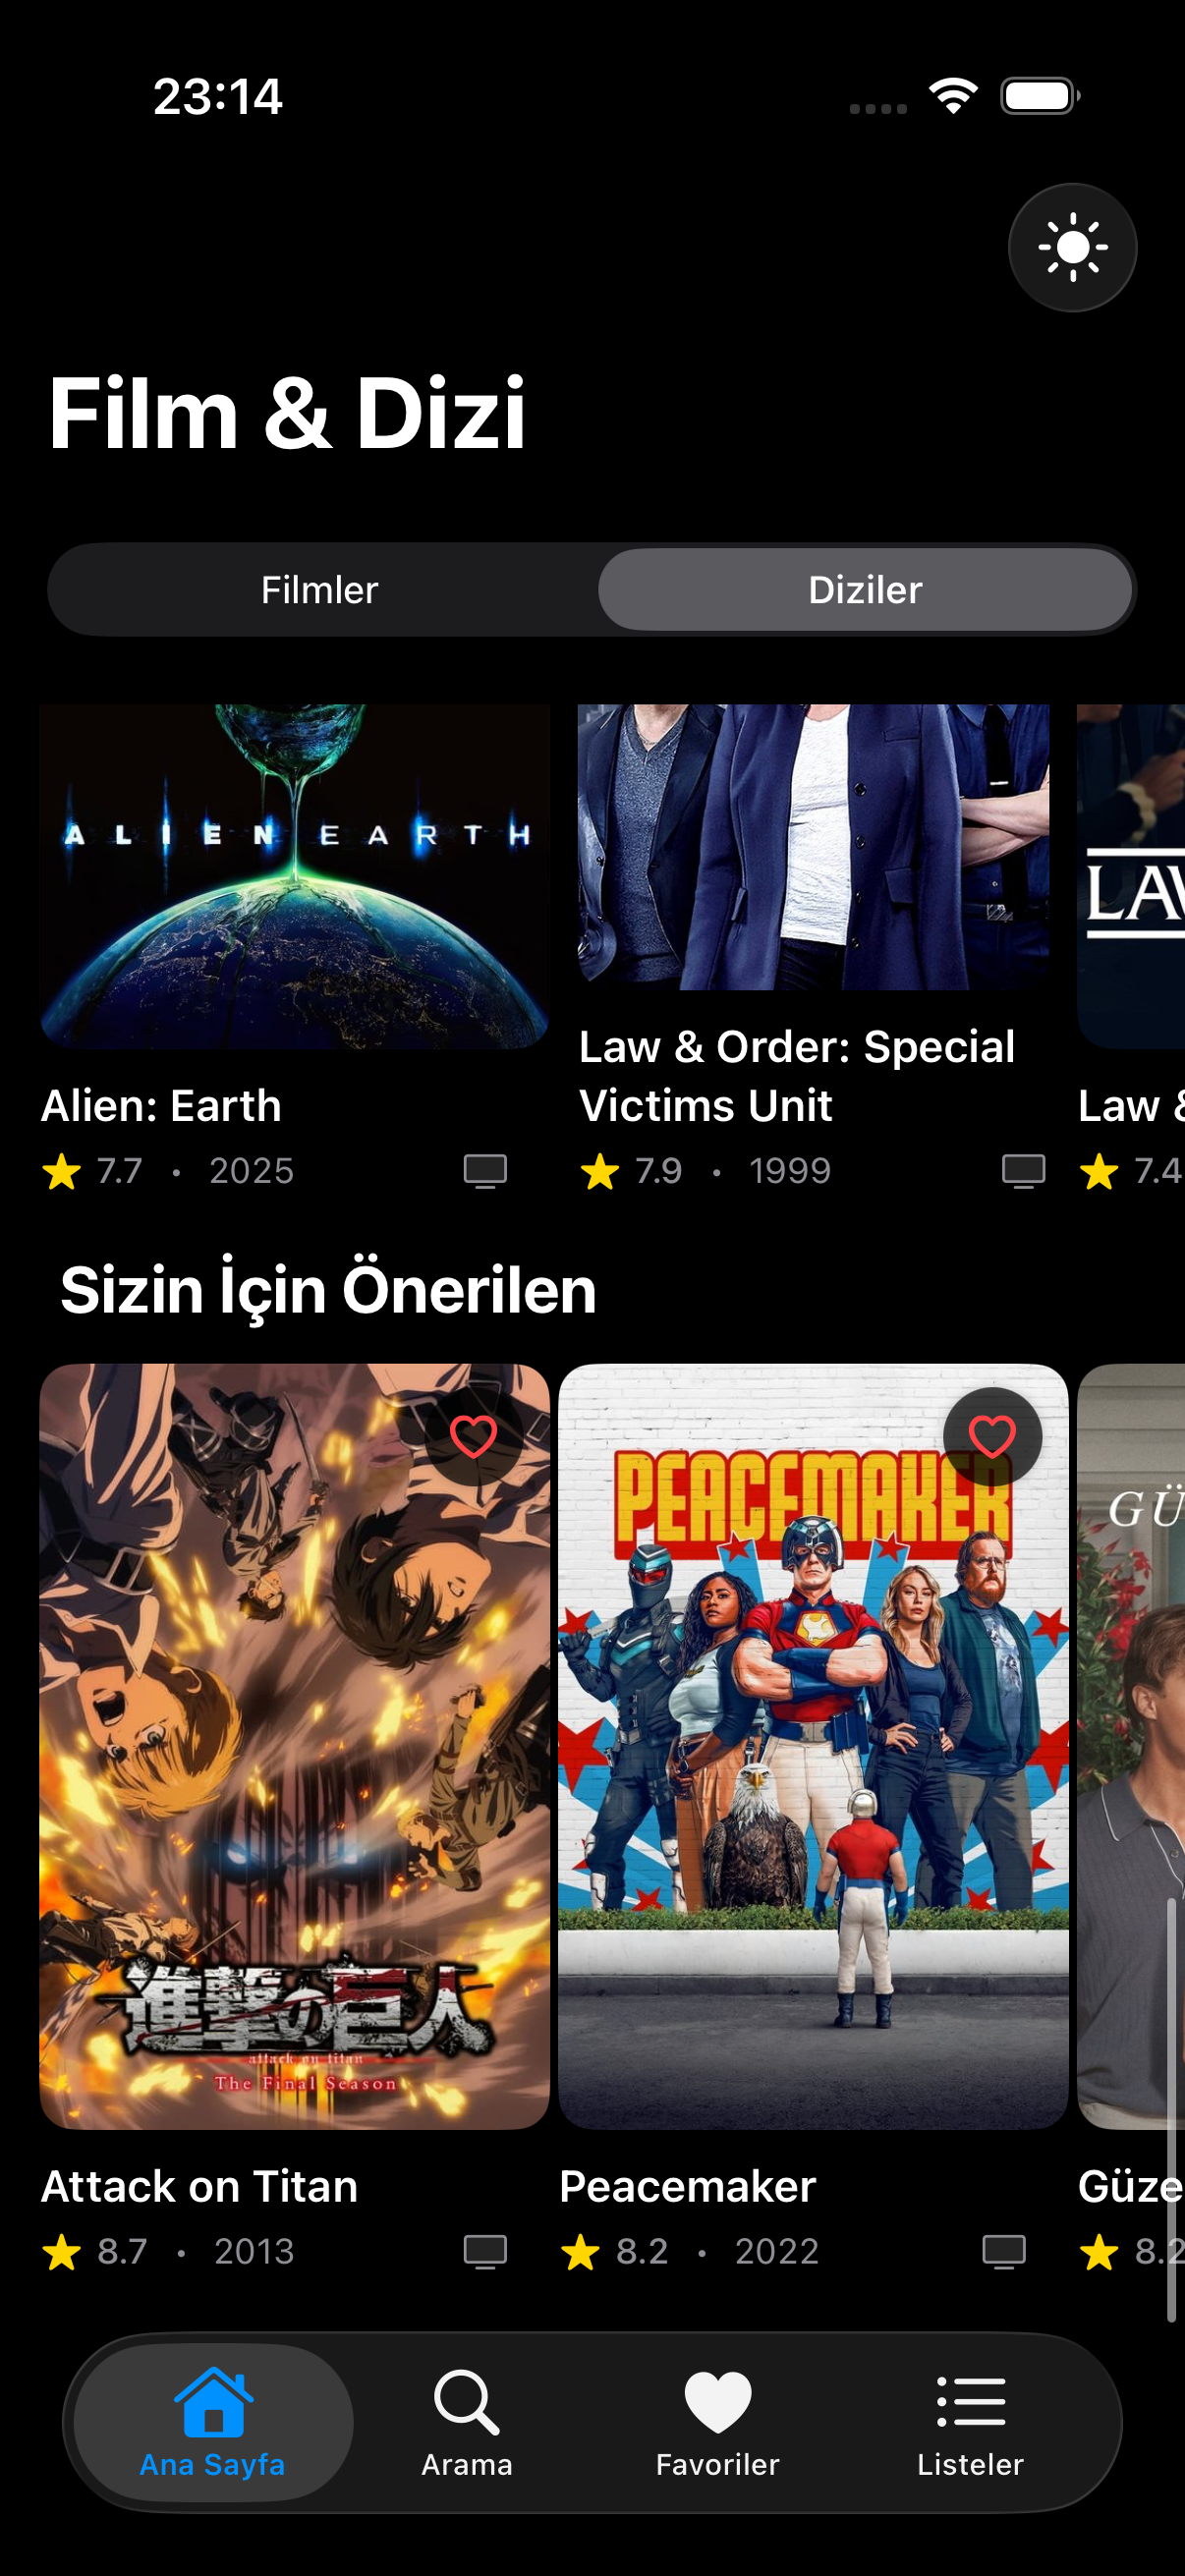 23:14
Film & Dizi
Filmler
Diziler
ALIEN EARTH
LAW
Alien: Earth
Law & Order: Special
Victims Unit
Law &
7.7 • 2025
7.9 • 1999
7.4
Sizin İçin Önerilen
PEACEMAKER
GÜ
進撃の巨人
attack on titan
The Final Season
Attack on Titan
Peacemaker
Güze
8.7 • 2013
8.2 • 2022
8.2
Ana Sayfa
Arama
Favoriler
Listeler